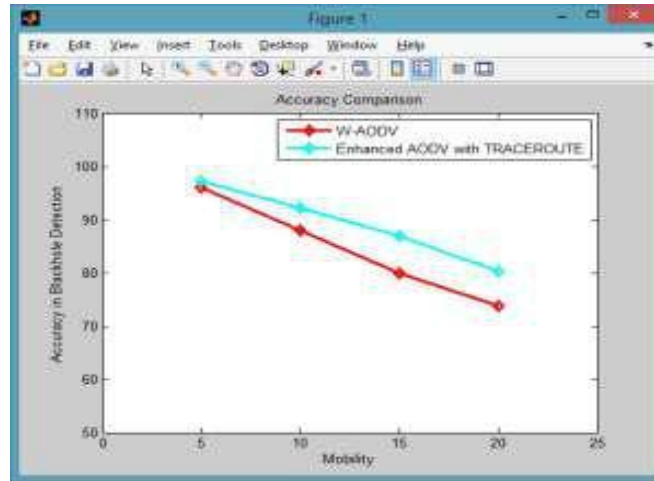 Figure 1
File Edit View Insert Tools Desktop Window Help
Accuracy Comparison
W-AODV
Enhanced AODV with TRACEROUTE
Accuracy in Blackhole Detection
110
100
90
80
70
60
50
0 5 10 15 20 25
Mobility